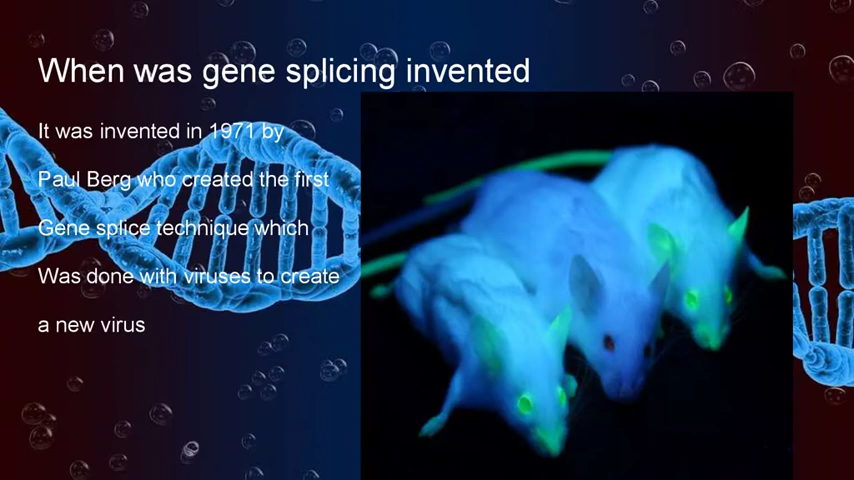 When was gene splicing invented
It was invented in 1971 by
Paul Berg who created the first
Gene splice technique which
Was done with viruses to create
a new virus